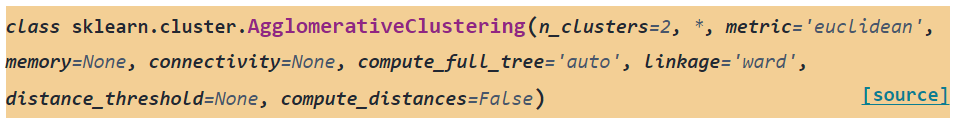 class sklearn.cluster.AgglomerativeClustering(n_clusters=2, *, metric='euclidean',
memory=None, connectivity=None, compute_full_tree='auto', linkage='ward',
distance_threshold=None, compute_distances=False) [source]